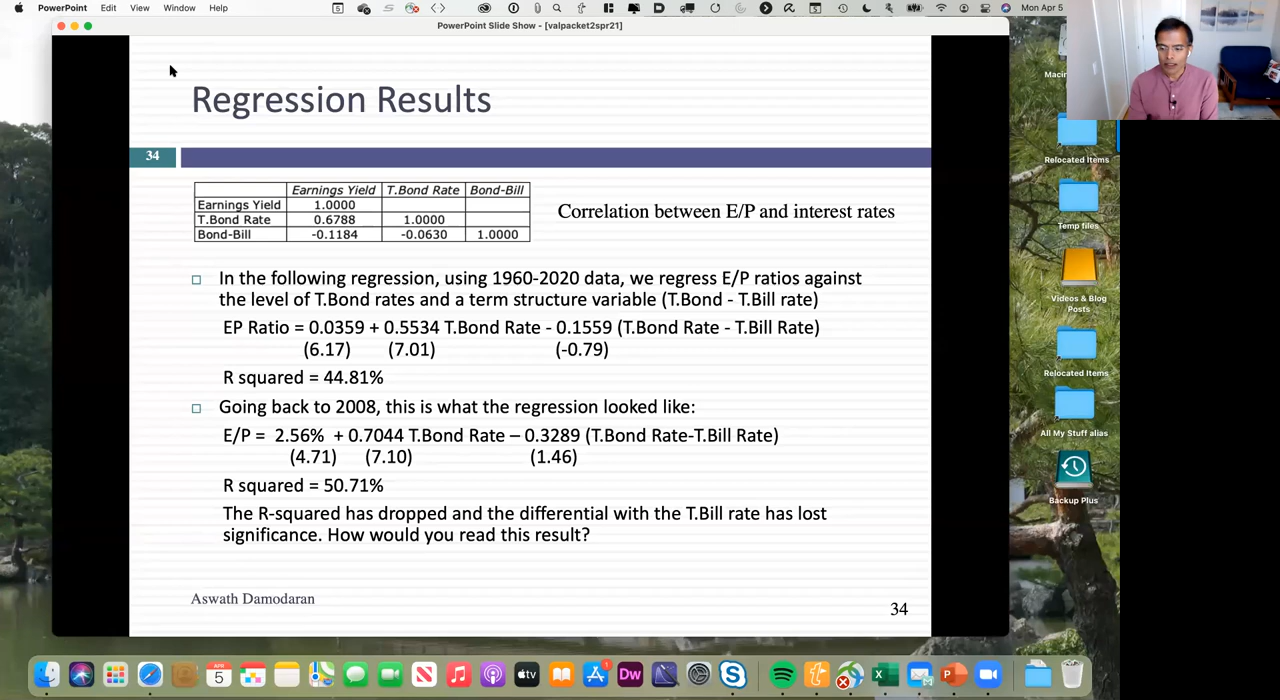 PowerPoint Edit View Window Help
Mon Apr 5
PowerPoint Slide Show - [valpacket2spr21]
Regression Results
34
Earnings Yield T.Bond Rate Bond-Bill
Earnings Yield 1.0000
T.Bond Rate 0.6788 1.0000
Bond-Bill -0.1184 -0.0630 1.0000
Correlation between E/P and interest rates
In the following regression, using 1960-2020 data, we regress E/P ratios against
the level of T.Bond rates and a term structure variable (T.Bond - T.Bill rate)
EP Ratio = 0.0359 + 0.5534 T.Bond Rate - 0.1559 (T.Bond Rate - T.Bill Rate)
(6.17) (7.01) (-0.79)
R squared = 44.81%
Going back to 2008, this is what the regression looked like:
E/P = 2.56% + 0.7044 T.Bond Rate – 0.3289 (T.Bond Rate-T.Bill Rate)
(4.71) (7.10) (1.46)
R squared = 50.71%
The R-squared has dropped and the differential with the T.Bill rate has lost
significance. How would you read this result?
Aswath Damodaran
34
Relocated Items
Temp files
Videos & Blog
Posts
Relocated Items
All My Stuff alias
Backup Plus
APR
5
tv
Dw